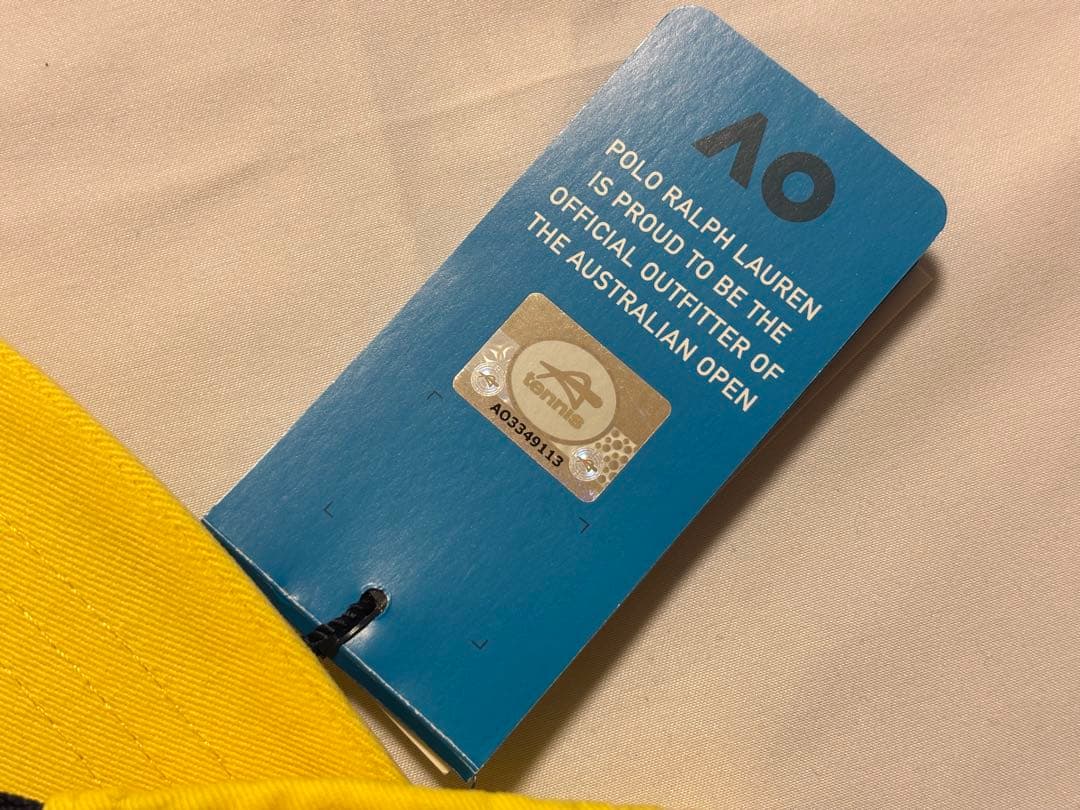 AO
POLO RALPH LAUREN
IS PROUD TO BE THE
OFFICIAL OUTFITTER OF
THE AUSTRALIAN OPEN
tennis
AO3349113